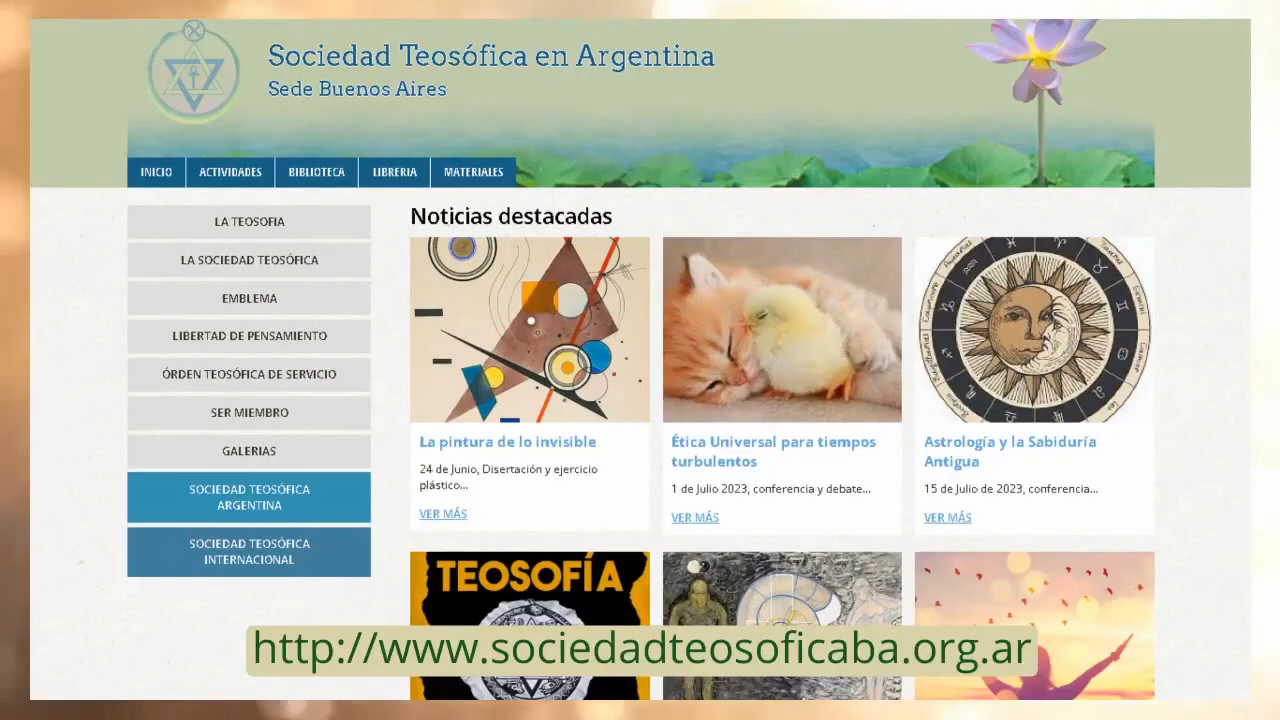 Sociedad Teosófica en Argentina
Sede Buenos Aires
INICIO
ACTIVIDADES
BIBLIOTECA
LIBRERIA
MATERIALES
LA TEOSOFIA
LA SOCIEDAD TEOSÓFICA
EMBLEMA
LIBERTAD DE PENSAMIENTO
ÓRDEN TEOSÓFICA DE SERVICIO
SER MIEMBRO
GALERIAS
SOCIEDAD TEOSÓFICA
ARGENTINA
SOCIEDAD TEOSÓFICA
INTERNACIONAL
Noticias destacadas
La pintura de lo invisible
24 de Junio, Disertación y ejercicio
plástico...
VER MÁS
Ética Universal para tiempos
turbulentos
1 de Julio 2023, conferencia y debate...
VER MÁS
Astrología y la Sabiduría
Antigua
15 de Julio de 2023, conferencia...
VER MÁS
TEOSOFÍA
http://www.sociedadteosoficaba.org.ar